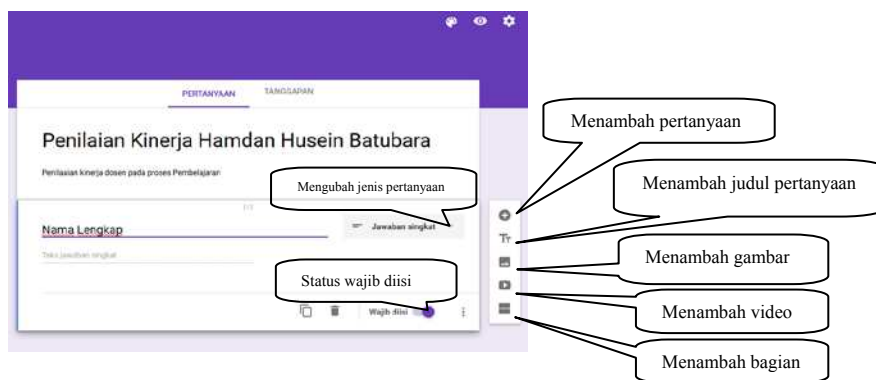 PERTANYAAN TANGGAPAN
Menambah pertanyaan
Penilaian Kinerja Hamdan Husein Batubara
Penilaian kinerja dosen pada proses Pembelajaran
Mengubah jenis pertanyaan
Menambah judul pertanyaan
Nama Lengkap
Jawaban singkat
Teks jawaban singkat
Menambah gambar
Status wajib diisi
Menambah video
Wajib diisi
Menambah bagian